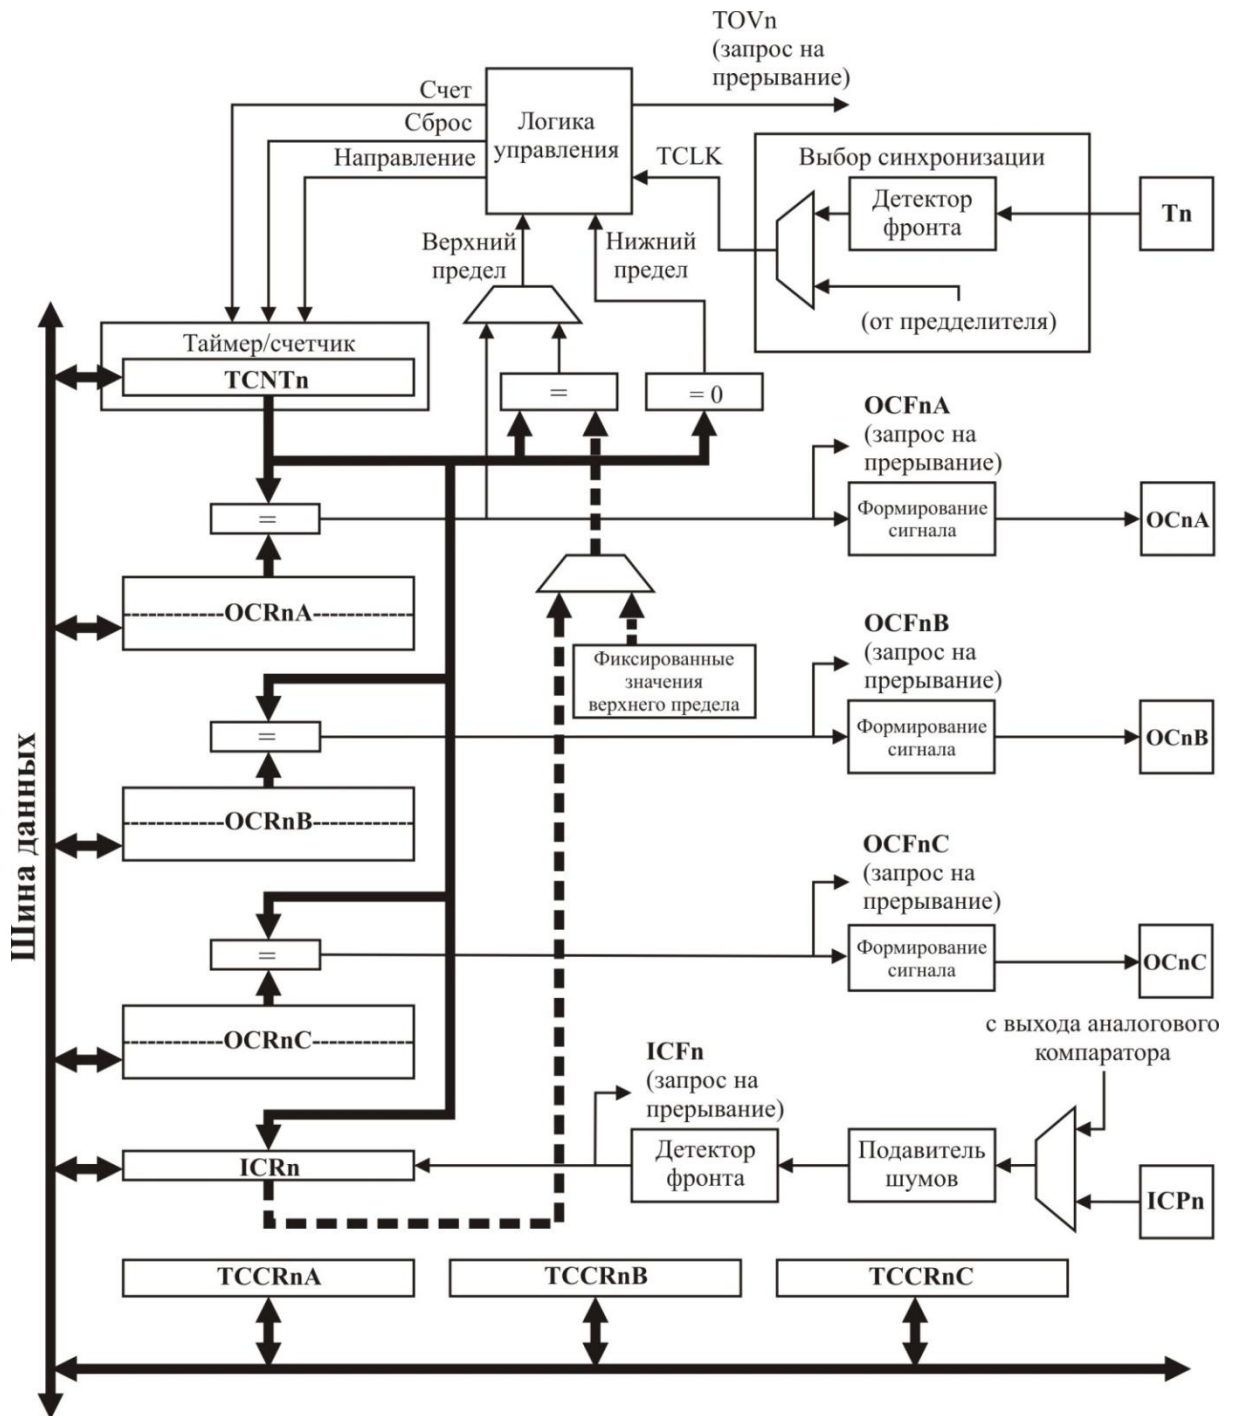 TOVn
(запрос на
прерывание)
Счет
Сброс
Направление
Логика
управления
TCLK
Выбор синхронизации
Детектор
фронта
Tn
(от предделителя)
Верхний
предел
Нижний
предел
Таймер/счетчик
TCNTn
=
= 0
OCFnA
(запрос на
прерывание)
=
Формирование
сигнала
OCnA
OCRnA
Фиксированные
значения
верхнего предела
OCFnB
(запрос на
прерывание)
=
Формирование
сигнала
OCnB
OCRnB
Шина данных
OCFnC
(запрос на
прерывание)
=
Формирование
сигнала
OCnC
OCRnC
с выхода аналогового
компаратора
ICFn
(запрос на
прерывание)
ICRn
Детектор
фронта
Подавитель
шумов
ICPn
TCCRnA
TCCRnB
TCCRnC